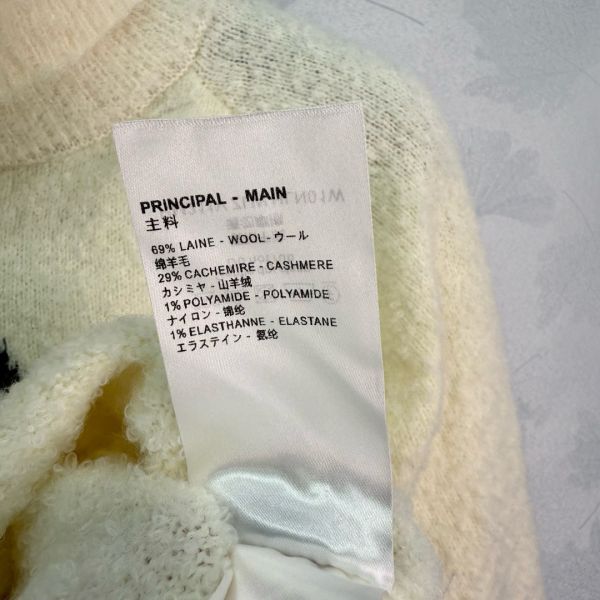 PRINCIPAL - MAIN
主料
69% LAINE - WOOL-ウール
绵羊毛
29% CACHEMIRE - CASHMERE
カシミヤ - 山羊绒
1% POLYAMIDE - POLYAMIDE
ナイロン - 锦纶
1% ELASTHANNE - ELASTANE
エラステイン - 氨纶